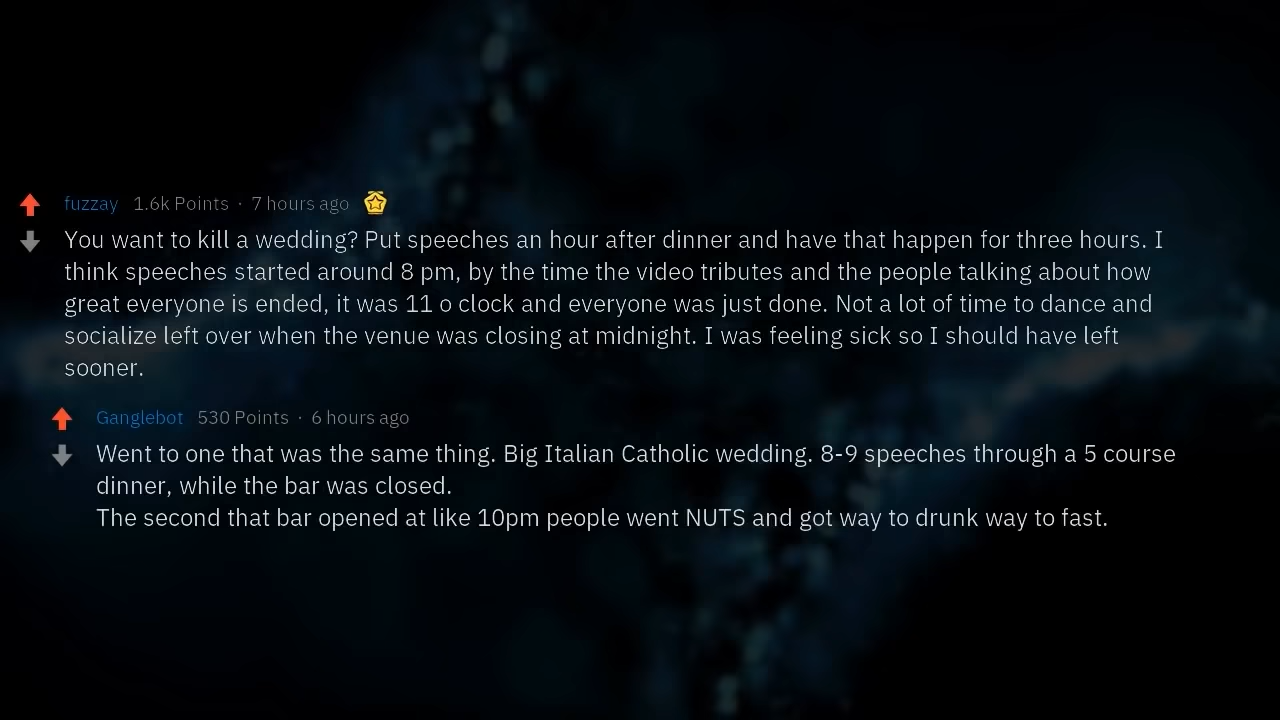 fuzzay 1.6k Points · 7 hours ago
You want to kill a wedding? Put speeches an hour after dinner and have that happen for three hours. I
think speeches started around 8 pm, by the time the video tributes and the people talking about how
great everyone is ended, it was 11 o clock and everyone was just done. Not a lot of time to dance and
socialize left over when the venue was closing at midnight. I was feeling sick so I should have left
sooner.
Ganglebot 530 Points · 6 hours ago
Went to one that was the same thing. Big Italian Catholic wedding. 8-9 speeches through a 5 course
dinner, while the bar was closed.
The second that bar opened at like 10pm people went NUTS and got way to drunk way to fast.